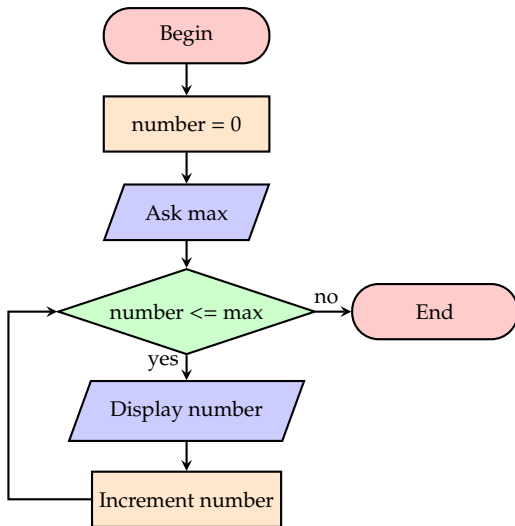 Begin
number = 0
Ask max
number <= max
no
End
yes
Display number
Increment number